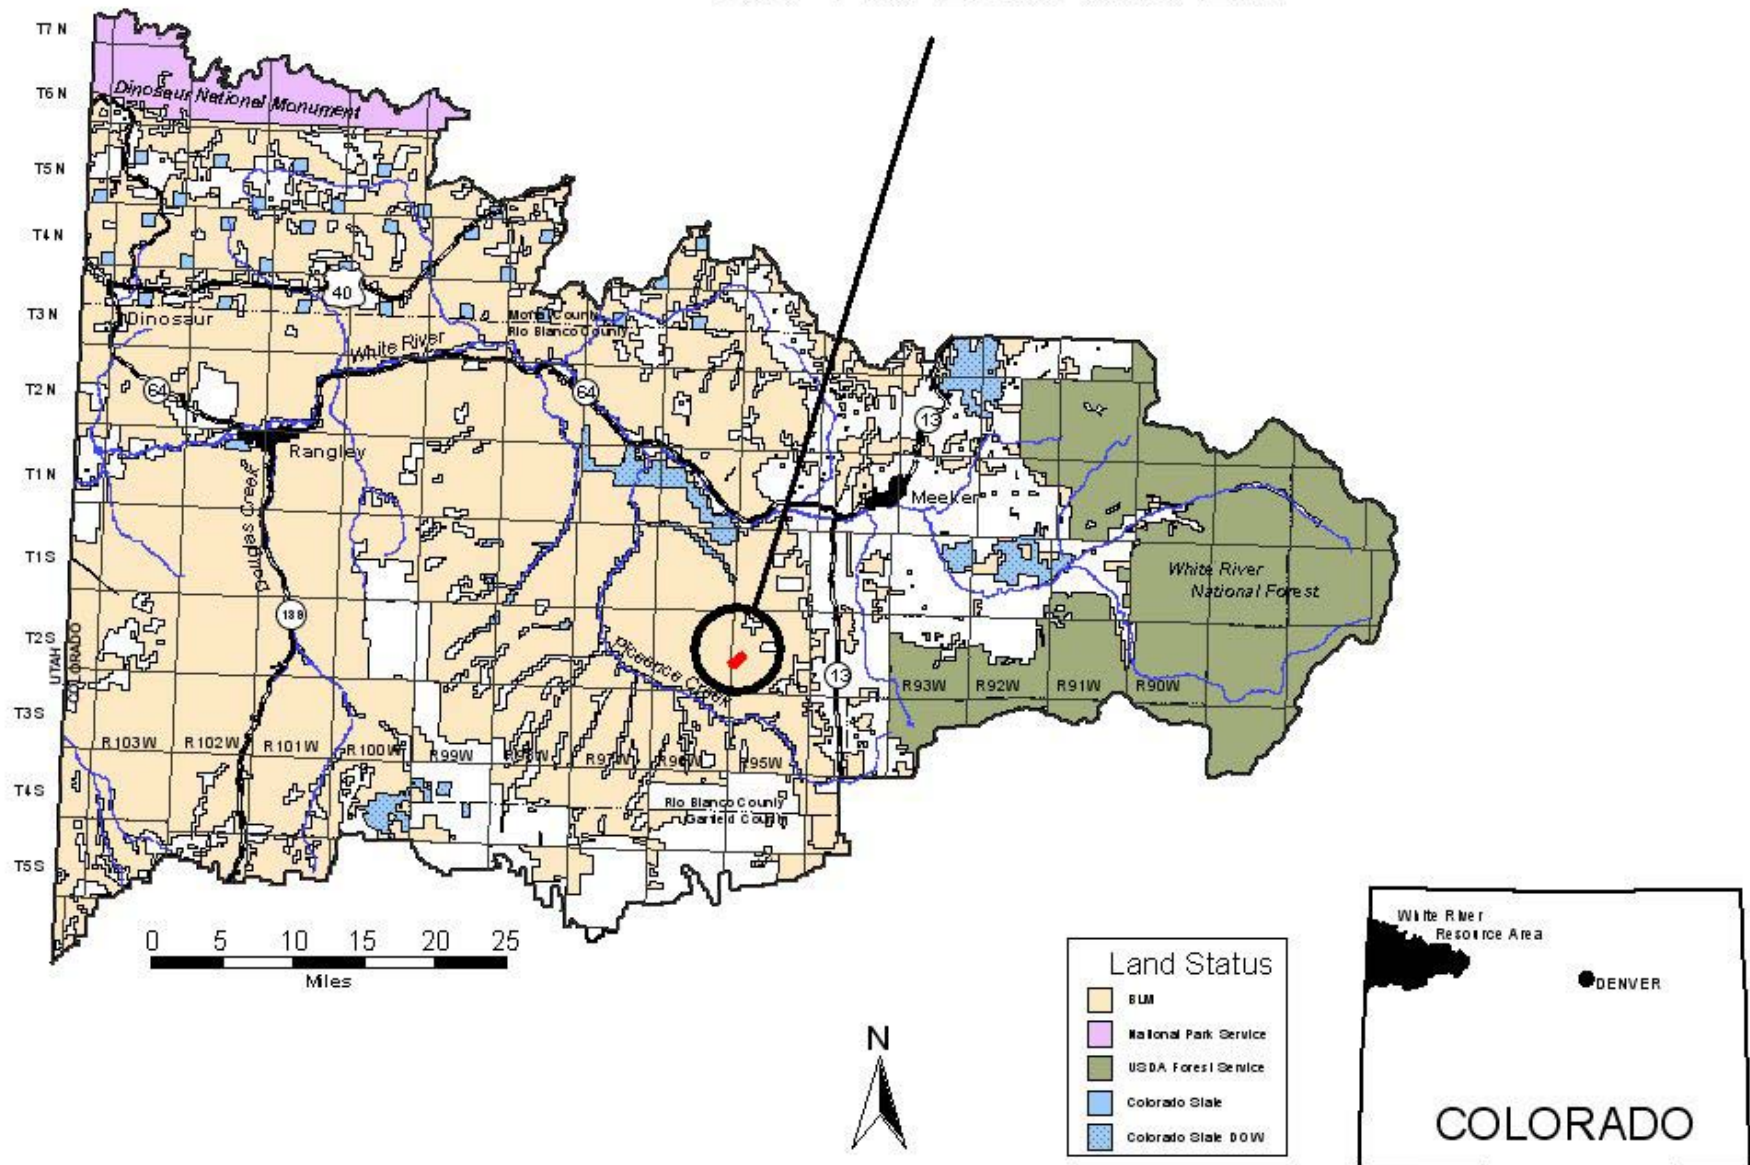 T7 N
T6 N
T5 N
T4 N
T3 N
T2 N
T1N
T1S
T2S
T3S
T4S
T5S
Dinosaur National Monument
40
Dinosaur
Moffat County
Rio Blanco County
White River
64
64
13
Rangley
Meeker
Douglas Creek
White River
National Forest
139
UTAH
COLORADO
Piceance Creek
13
R93W
R92W
R91W
R90W
R103W
R102W
R101W
R100W
R99W
R98W
R97W
R96W
R95W
Rio Blanco County
Garfield County
0 5 10 15 20 25
Miles
N
Land Status
BLM
National Park Service
USDA Forest Service
Colorado State
Colorado State DOW
White River
Resource Area
DENVER
COLORADO